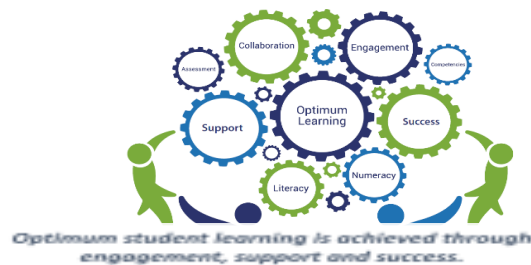 Collaboration
Engagement
Assessment
Competencies
Optimum
Learning
Support
Success
Literacy
Numeracy
Optimum student learning is achieved through
engagement, support and success.